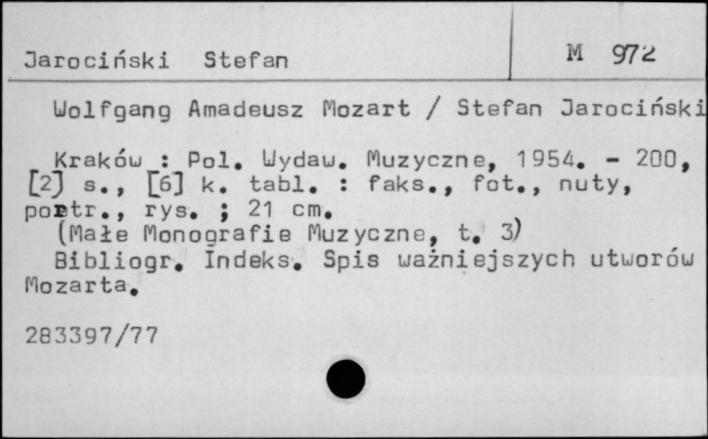 Jarociński Stefan
M 972
Wolfgang Amadeusz Mozart / Stefan Jarociński
Kraków : Pol. Wydaw. Muzyczne, 1954. - 200,
[2] s., [6] k. tabl. : faks., fot., nuty,
portr., rys. ; 21 cm.
(Małe Monografie Muzyczne, t. 3)
Bibliogr. Indeks. Spis ważniejszych utworów
Mozarta.
283397/77